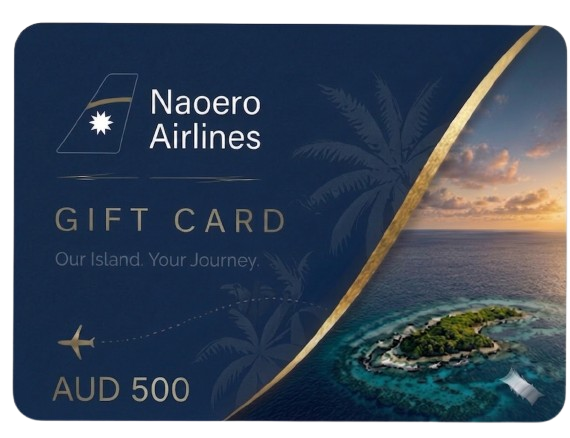 Naoero
Airlines
GIFT CARD
Our Island. Your Journey.
AUD 500